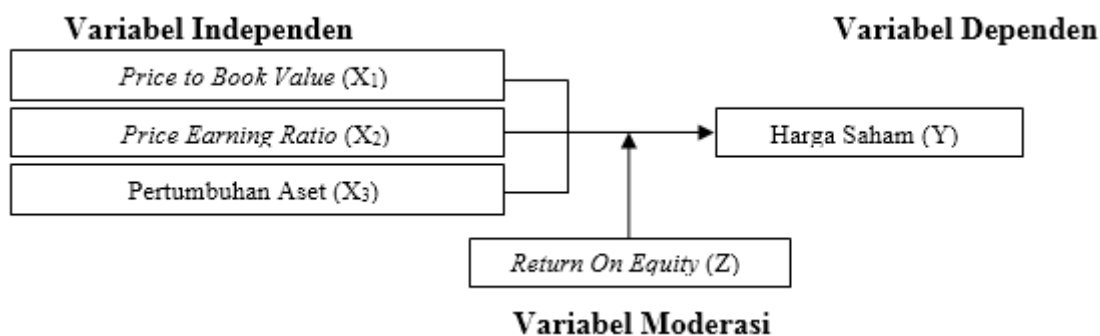 Variabel Independen
Variabel Dependen
Price to Book Value (X1)
Price Earning Ratio (X2)
Harga Saham (Y)
Pertumbuhan Aset (X3)
Return On Equity (Z)
Variabel Moderasi